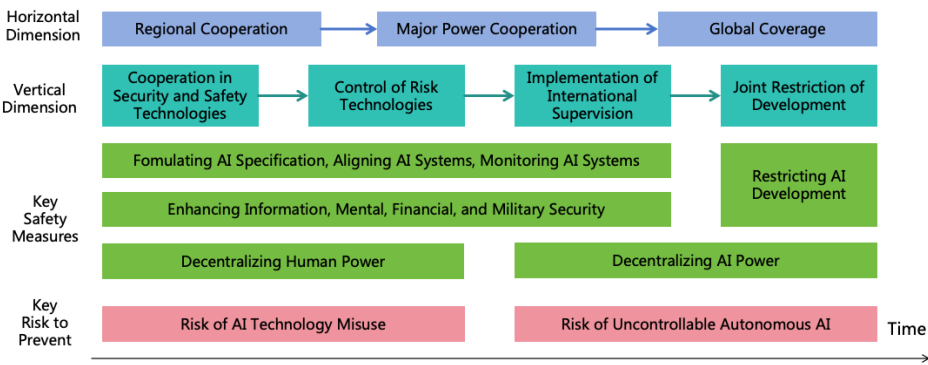 Horizontal
Dimension
Regional Cooperation
Major Power Cooperation
Global Coverage
Vertical
Dimension
Cooperation in
Security and Safety
Technologies
Control of Risk
Technologies
Implementation of
International
Supervision
Joint Restriction of
Development
Key
Safety
Measures
Fomulating AI Specification, Aligning AI Systems, Monitoring AI Systems
Restricting AI
Development
Enhancing Information, Mental, Financial, and Military Security
Decentralizing Human Power
Decentralizing AI Power
Key
Risk to
Prevent
Risk of AI Technology Misuse
Risk of Uncontrollable Autonomous AI
Time